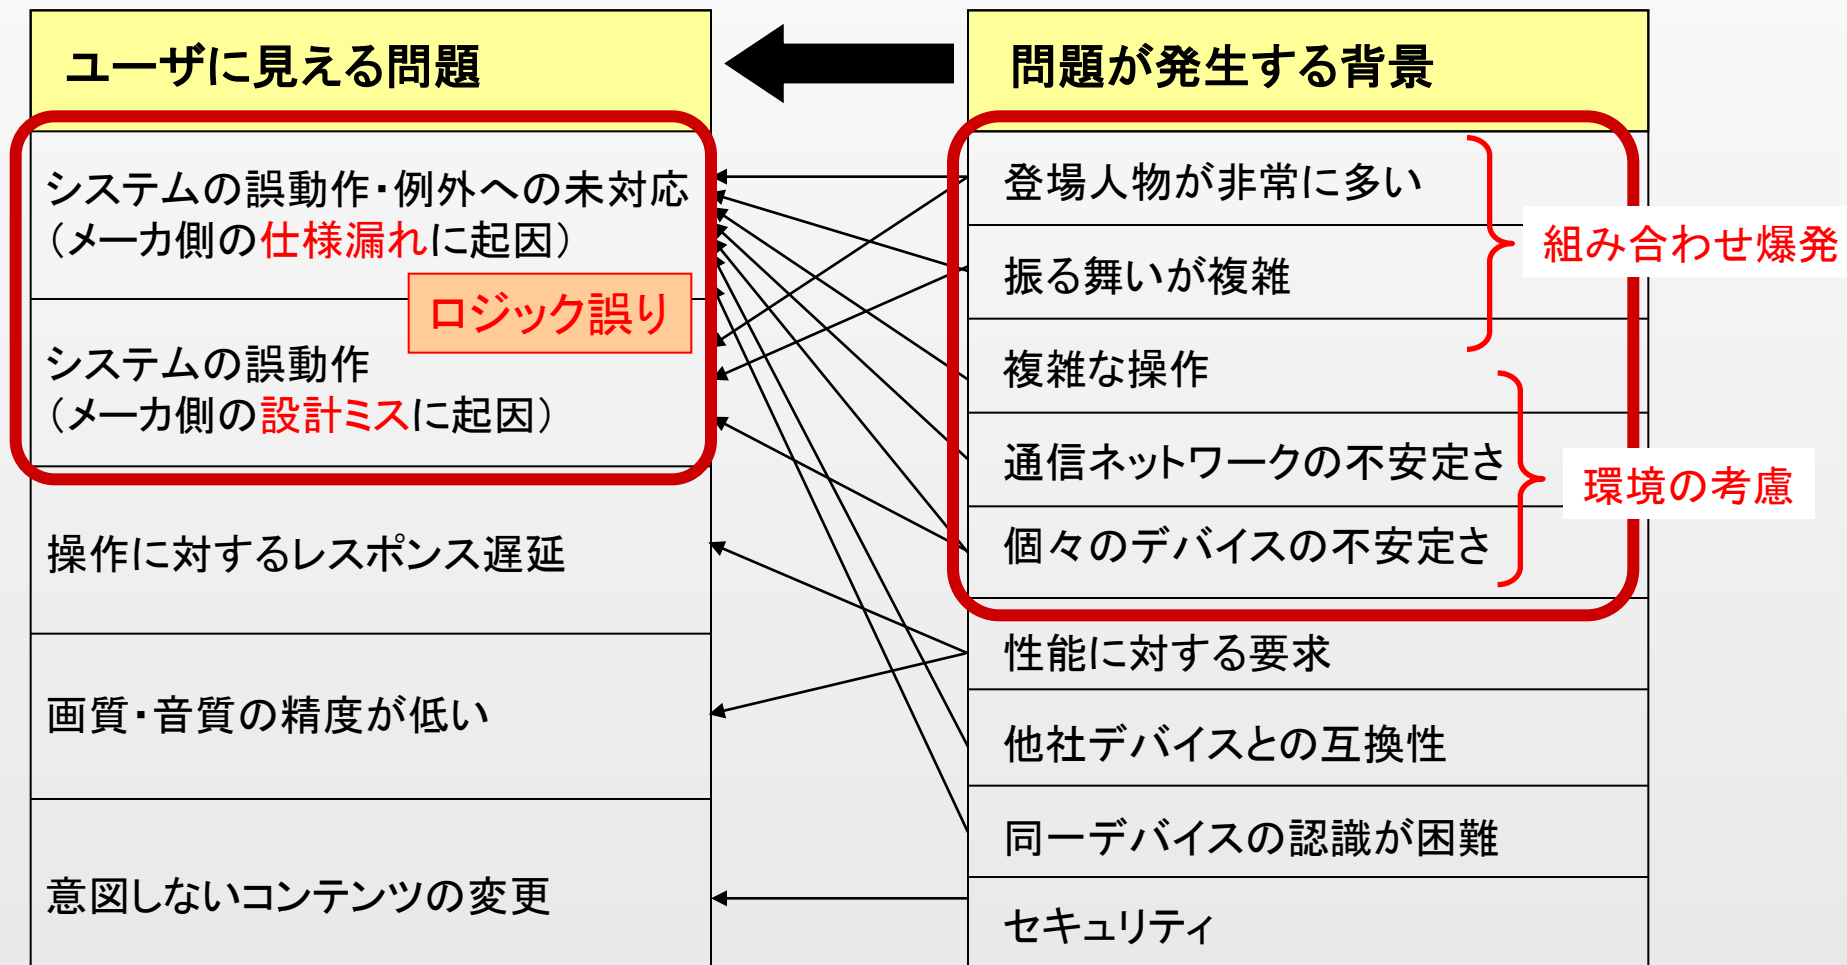 ユーザに見える問題
システムの誤動作・例外への未対応
（メーカ側の仕様漏れに起因）
ロジック誤り
システムの誤動作
（メーカ側の設計ミスに起因）
操作に対するレスポンス遅延
画質・音質の精度が低い
意図しないコンテンツの変更
問題が発生する背景
登場人物が非常に多い
振る舞いが複雑
組み合わせ爆発
複雑な操作
通信ネットワークの不安定さ
環境の考慮
個々のデバイスの不安定さ
性能に対する要求
他社デバイスとの互換性
同一デバイスの認識が困難
セキュリティ